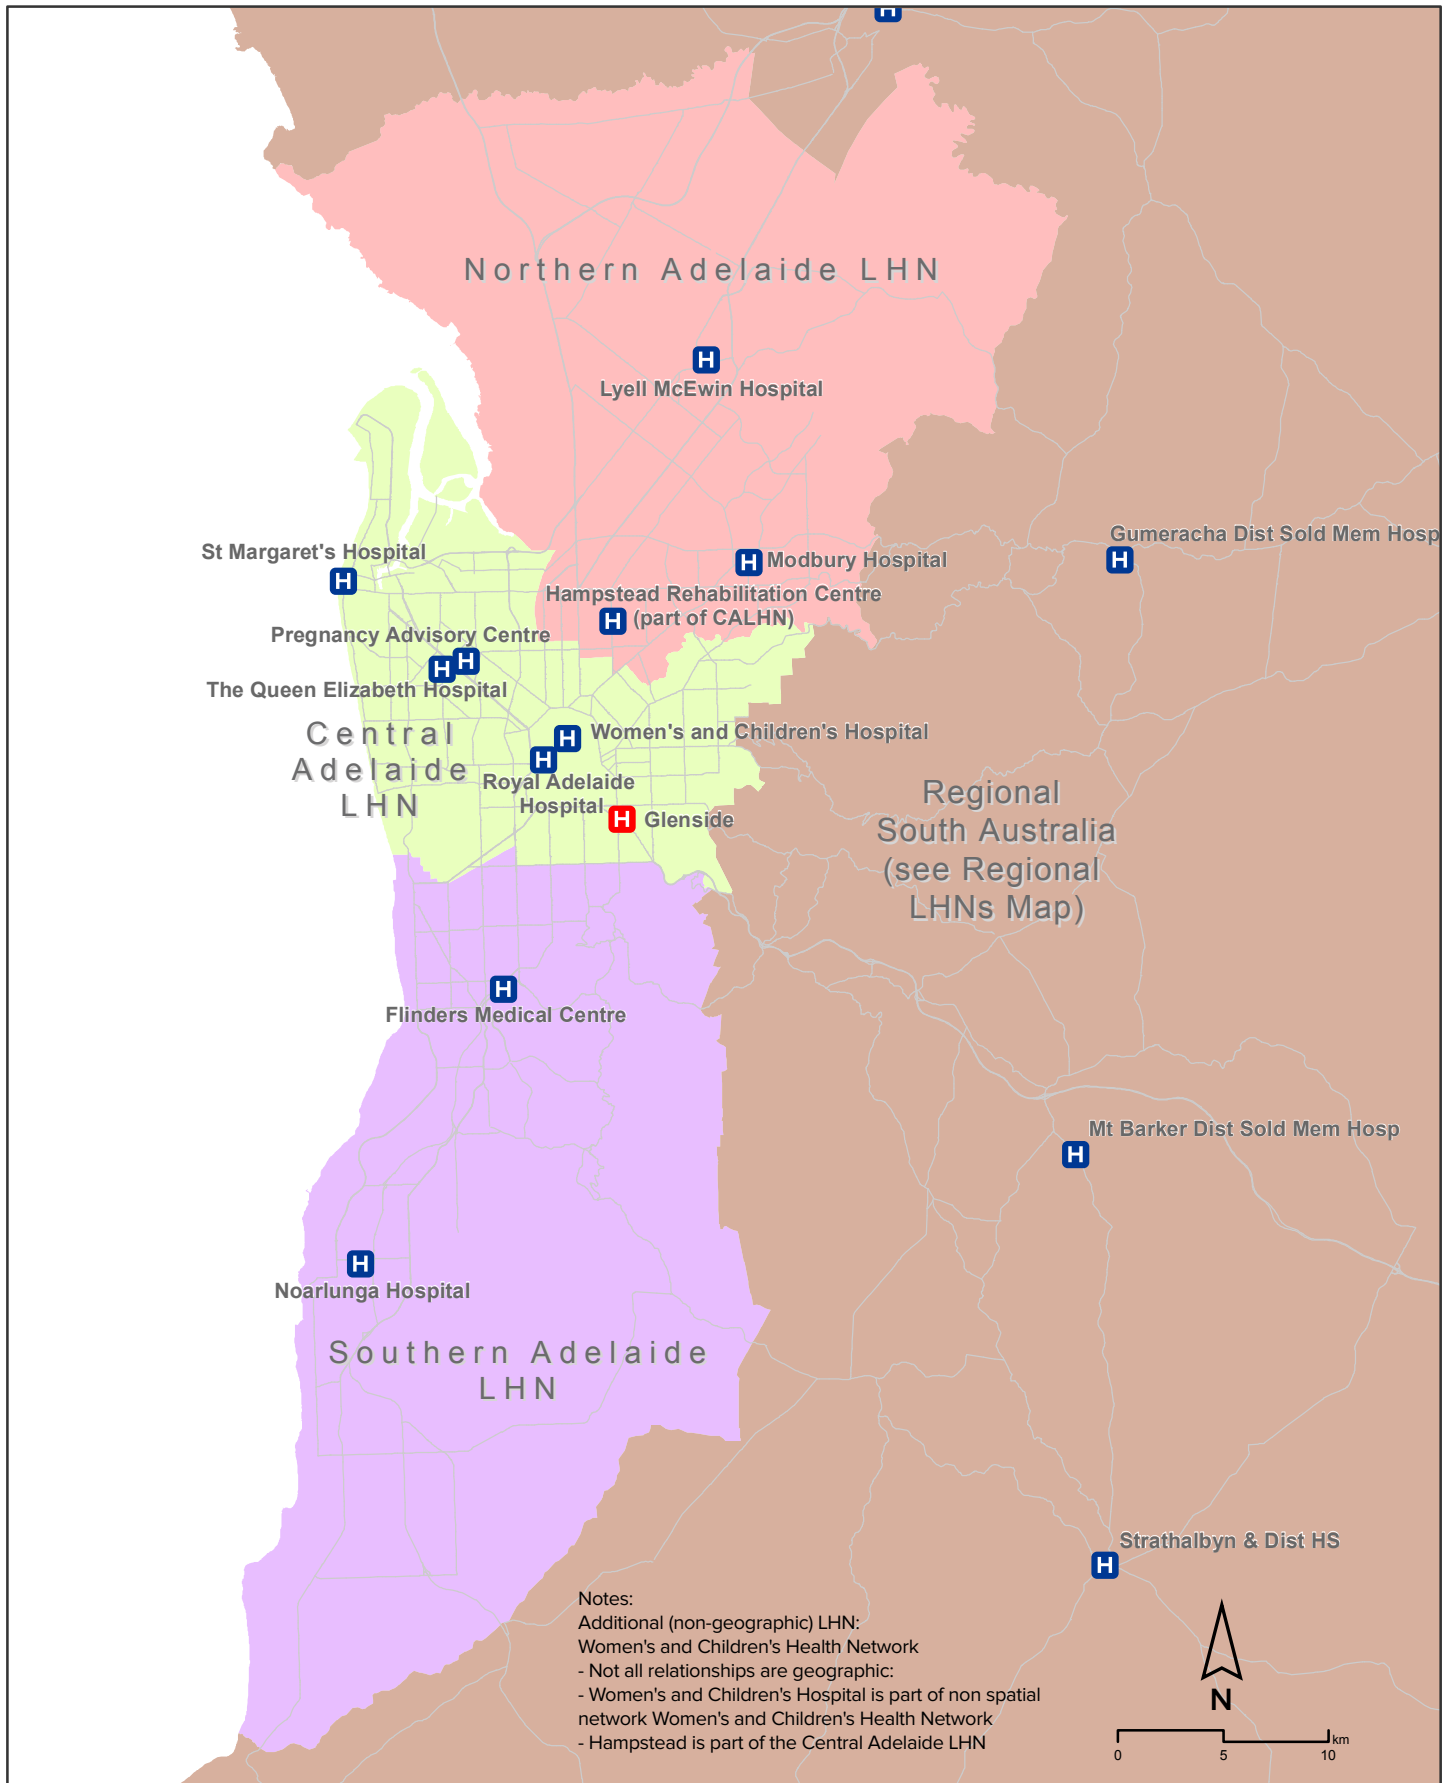 H
Northern Adelaide LHN
H
Lyell McEwin Hospital
Gumeracha Dist Sold Mem Hosp
H
St Margaret's Hospital
H
H Modbury Hospital
Hampstead Rehabilitation Centre
H (part of CALHN)
Pregnancy Advisory Centre
H H
The Queen Elizabeth Hospital
Central
Adelaide
LHN
H Women's and Children's Hospital
H
Royal Adelaide
Hospital
H Glenside
Regional
South Australia
(see Regional
LHNs Map)
H
Flinders Medical Centre
Mt Barker Dist Sold Mem Hosp
H
H
Noarlunga Hospital
Southern Adelaide
LHN
Strathalbyn & Dist HS
H
Notes:
Additional (non-geographic) LHN:
Women's and Children's Health Network
- Not all relationships are geographic:
- Women's and Children's Hospital is part of non spatial
network Women's and Children's Health Network
- Hampstead is part of the Central Adelaide LHN
N
km
0 5 10